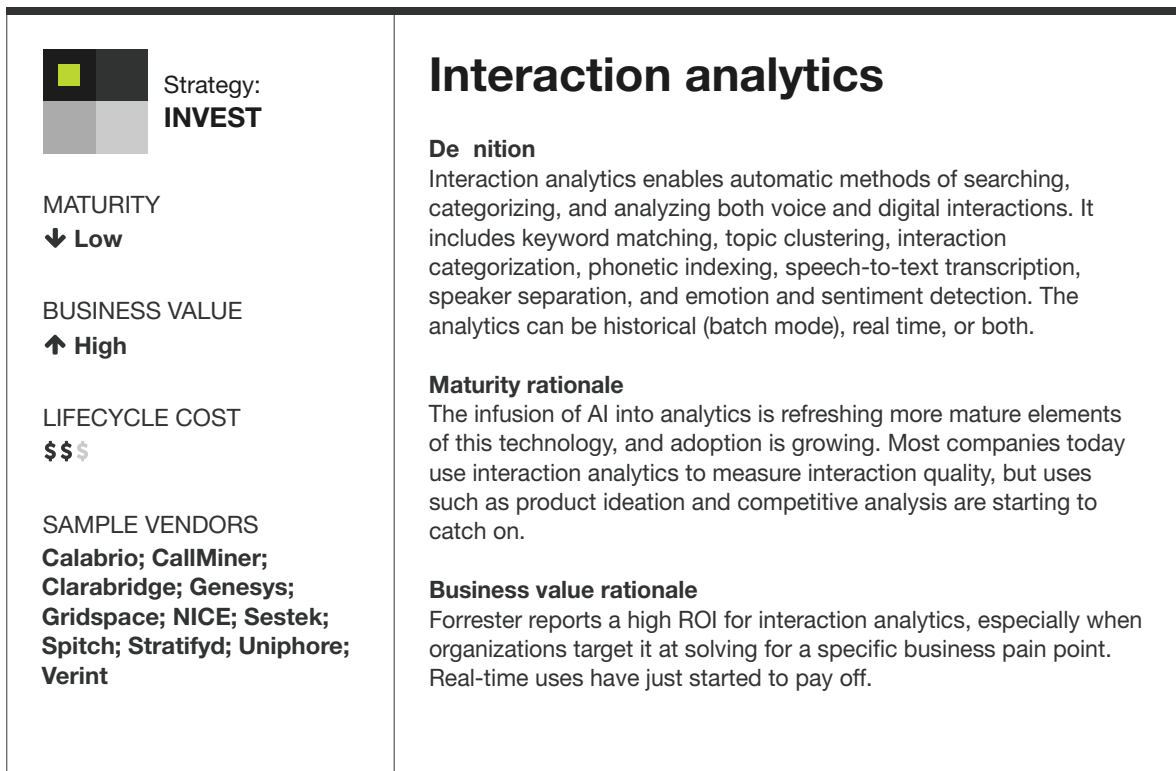 Strategy:
INVEST
MATURITY
↓ Low
BUSINESS VALUE
↑ High
LIFECYCLE COST
$$$
SAMPLE VENDORS
Calabrio; CallMiner;
Clarabridge; Genesys;
Gridspace; NICE; Sestek;
Spitch; Stratifyd; Uniphore;
Verint
Interaction analytics
De nition
Interaction analytics enables automatic methods of searching,
categorizing, and analyzing both voice and digital interactions. It
includes keyword matching, topic clustering, interaction
categorization, phonetic indexing, speech-to-text transcription,
speaker separation, and emotion and sentiment detection. The
analytics can be historical (batch mode), real time, or both.
Maturity rationale
The infusion of AI into analytics is refreshing more mature elements
of this technology, and adoption is growing. Most companies today
use interaction analytics to measure interaction quality, but uses
such as product ideation and competitive analysis are starting to
catch on.
Business value rationale
Forrester reports a high ROI for interaction analytics, especially when
organizations target it at solving for a specific business pain point.
Real-time uses have just started to pay off.